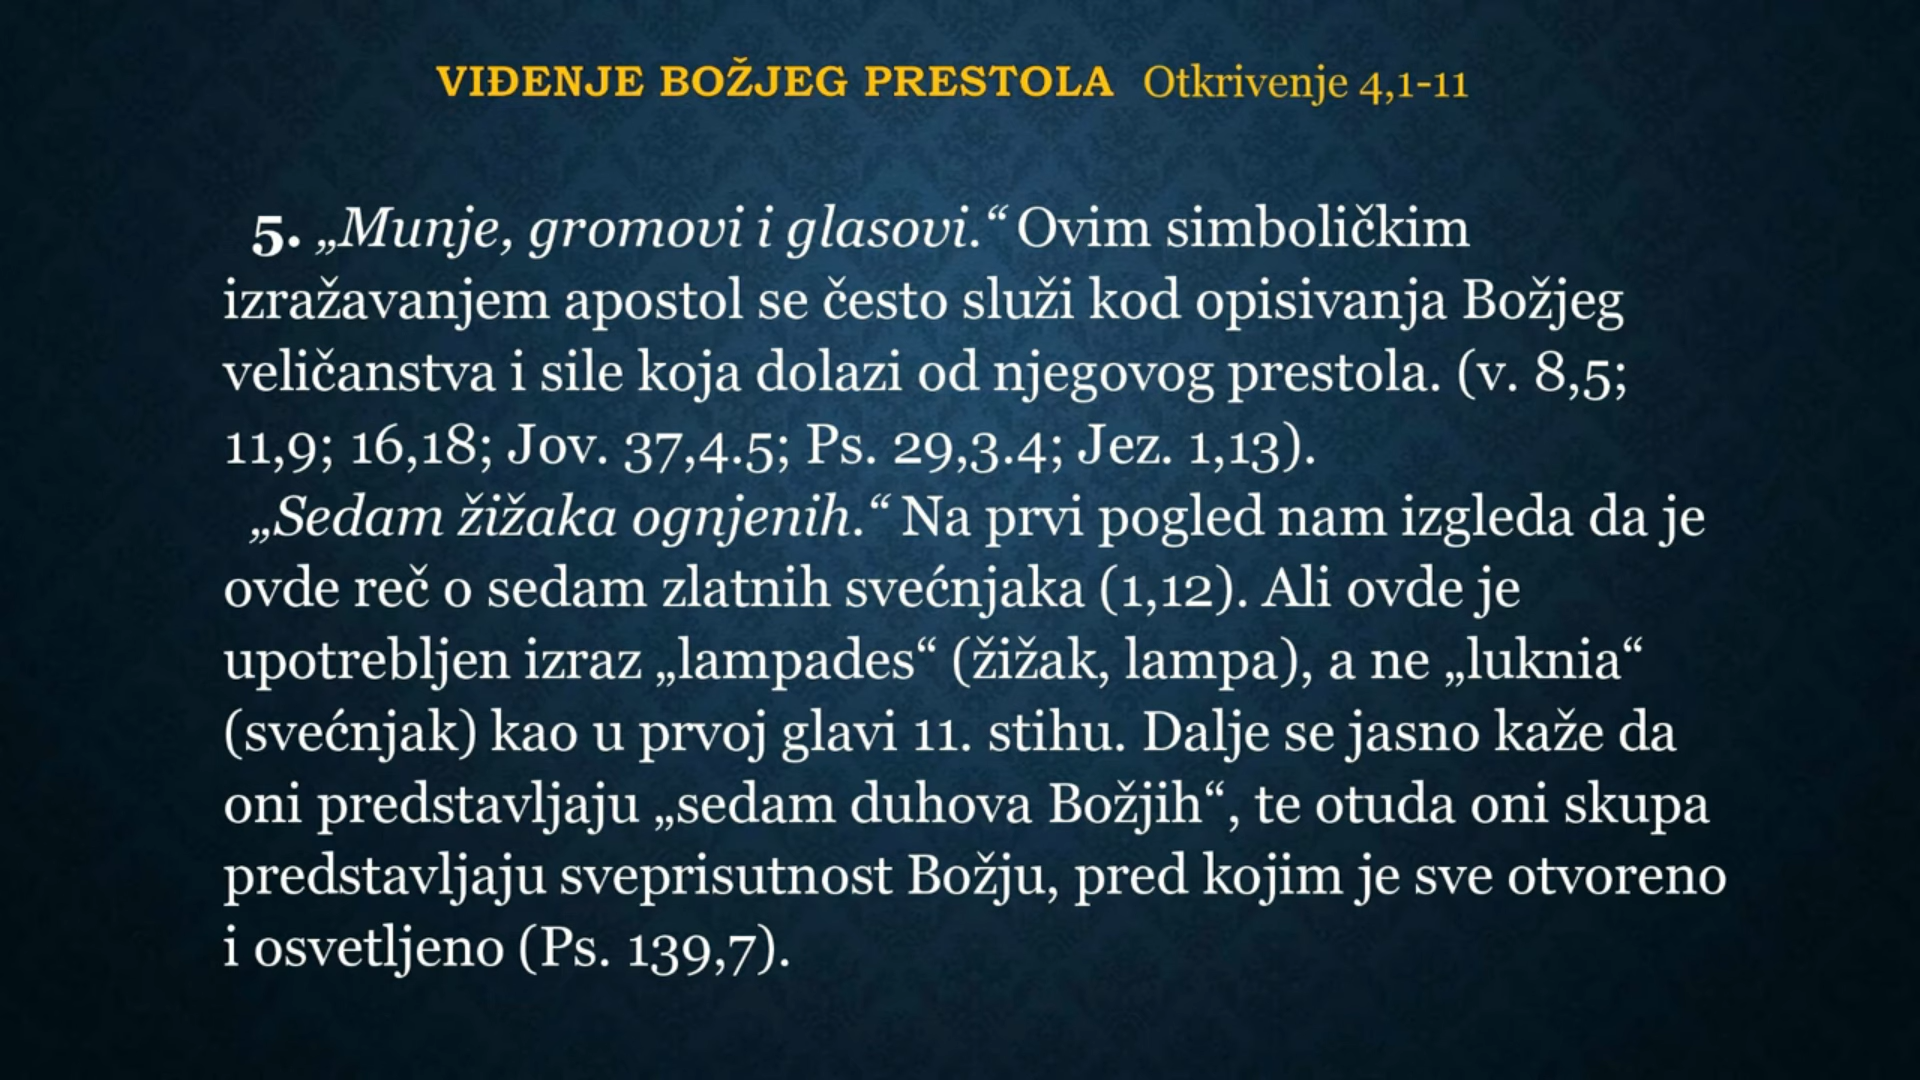 VIĐENJE BOŽJEG PRESTOLA Otkrivenje 4,1-11
5. „Munje, gromovi i glasovi.“ Ovim simboličkim
izražavanjem apostol se često služi kod opisivanja Božjeg
veličanstva i sile koja dolazi od njegovog prestola. (v. 8,5;
11,9; 16,18; Jov. 37,4.5; Ps. 29,3.4; Jez. 1,13).
„Sedam žižaka ognjenih.“ Na prvi pogled nam izgleda da je
ovde reč o sedam zlatnih svećnjaka (1,12). Ali ovde je
upotrebljen izraz „lampades“ (žižak, lampa), a ne „luknia“
(svećnjak) kao u prvoj glavi 11. stihu. Dalje se jasno kaže da
oni predstavljaju „sedam duhova Božjih“, te otuda oni skupa
predstavljaju sveprisutnost Božju, pred kojim je sve otvoreno
i osvetljeno (Ps. 139,7).